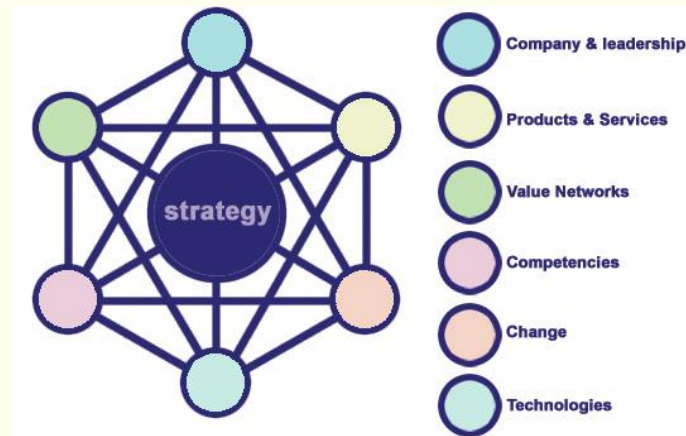 strategy
Company & leadership
Products & Services
Value Networks
Competencies
Change
Technologies